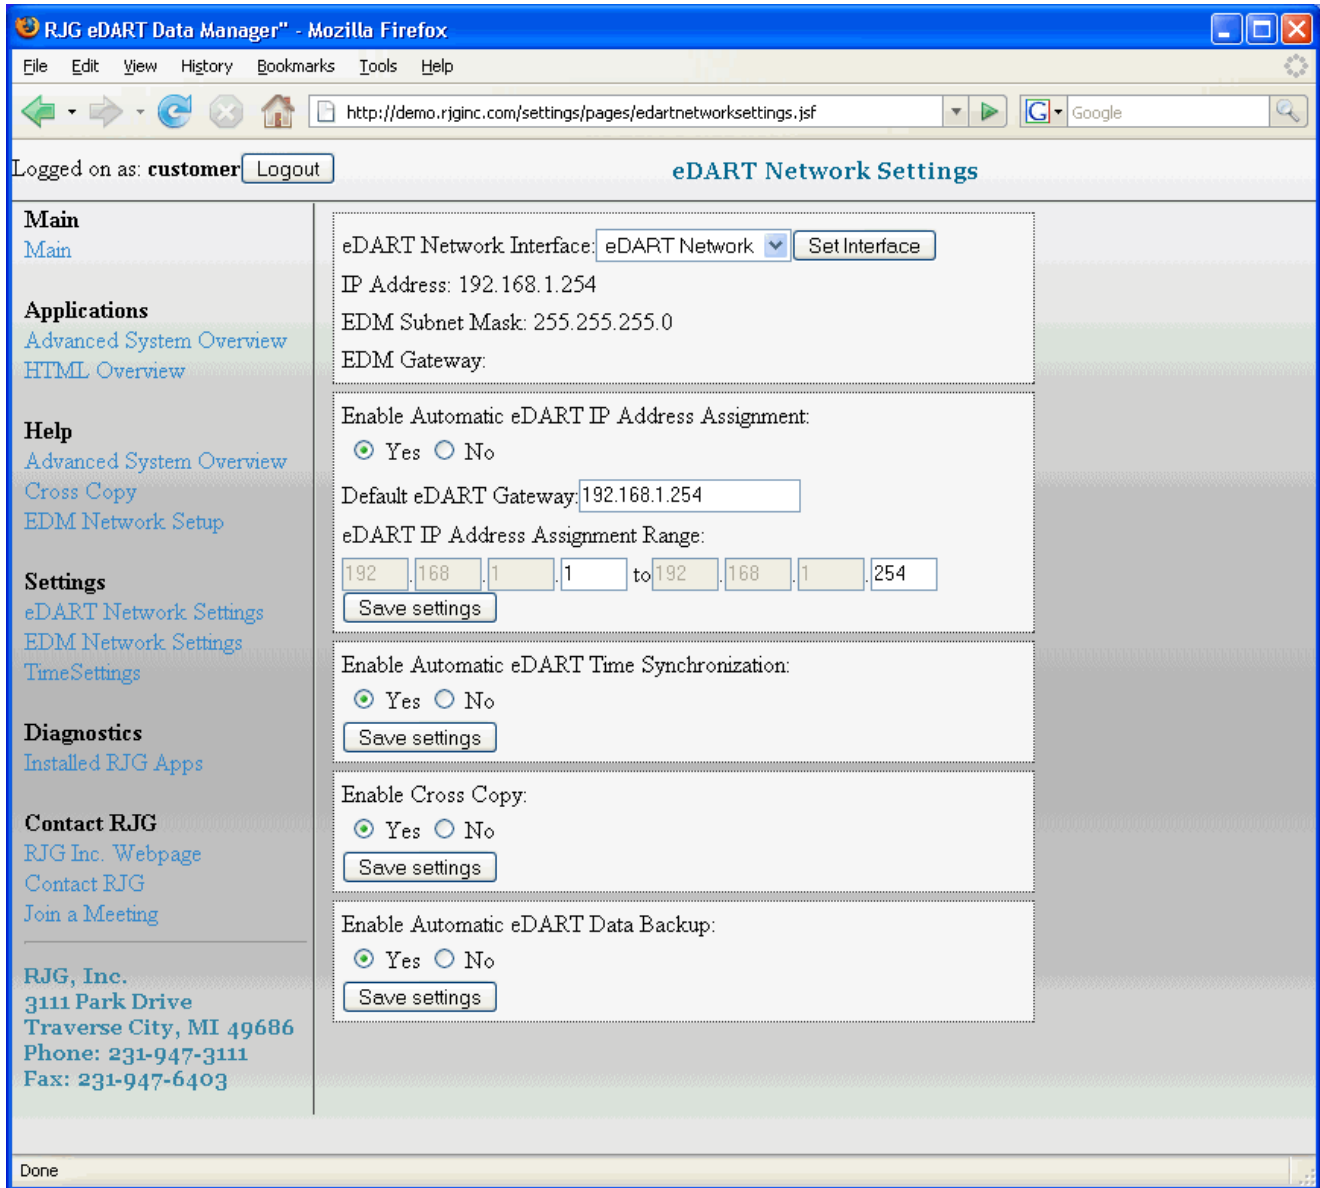 RJG eDART Data Manager" - Mozilla Firefox
File Edit View History Bookmarks Tools Help
http://demo.rjginc.com/settings/pages/edartnetworksettings.jsf
G Google
Logged on as: customer Logout
eDART Network Settings
Main
Main
Applications
Advanced System Overview
HTML Overview
Help
Advanced System Overview
Cross Copy
EDM Network Setup
Settings
eDART Network Settings
EDM Network Settings
TimeSettings
Diagnostics
Installed RJG Apps
Contact RJG
RJG Inc. Webpage
Contact RJG
Join a Meeting
RJG, Inc.
3111 Park Drive
Traverse City, MI 49686
Phone: 231-947-3111
Fax: 231-947-6403
eDART Network Interface: eDART Network Set Interface
IP Address: 192.168.1.254
EDM Subnet Mask: 255.255.255.0
EDM Gateway:
Enable Automatic eDART IP Address Assignment:
Yes No
Default eDART Gateway: 192.168.1.254
eDART IP Address Assignment Range:
192 .168 .1 .1 to 192 .168 .1 .254
Save settings
Enable Automatic eDART Time Synchronization:
Yes No
Save settings
Enable Cross Copy:
Yes No
Save settings
Enable Automatic eDART Data Backup:
Yes No
Save settings
Done